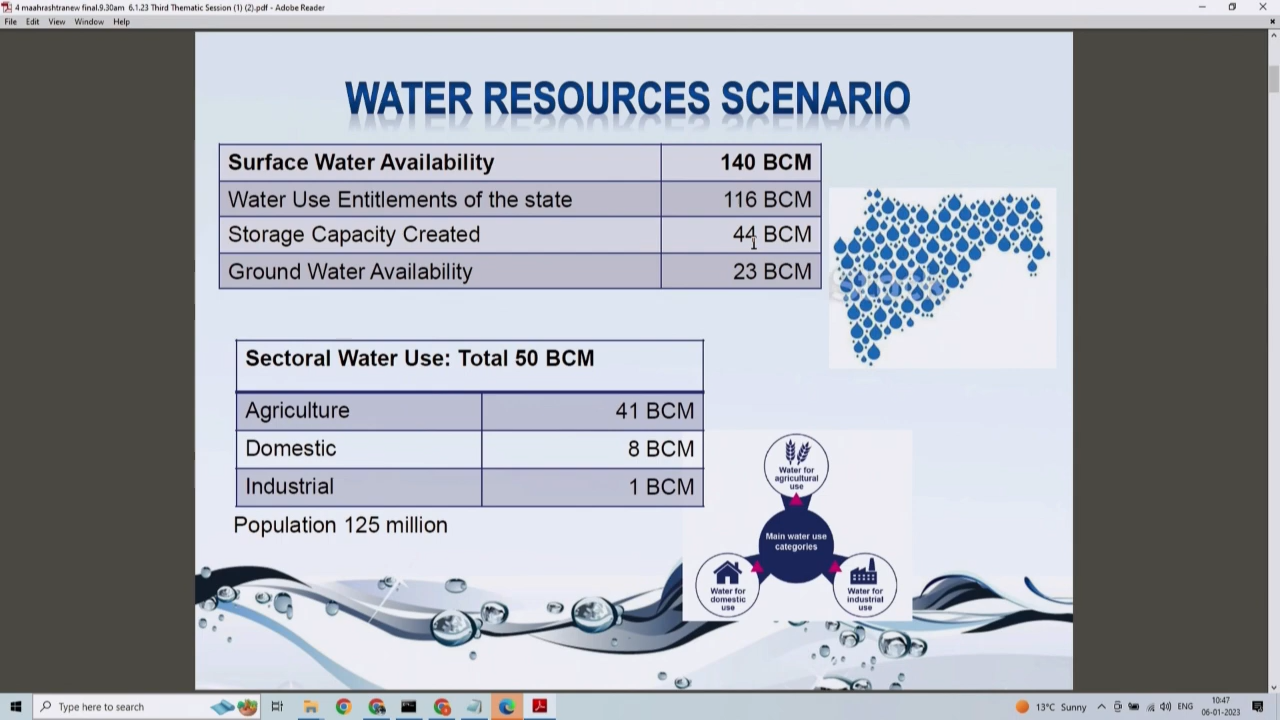 4 maahrashtranew final.9.30am 6.1.23 Third Thematic Session (1) (2).pdf - Adobe Reader
File Edit View Window Help
WATER RESOURCES SCENARIO
Surface Water Availability 140 BCM
Water Use Entitlements of the state 116 BCM
Storage Capacity Created 44 BCM
Ground Water Availability 23 BCM
Sectoral Water Use: Total 50 BCM
Agriculture 41 BCM
Domestic 8 BCM
Industrial 1 BCM
Population 125 million
Water for
agricultural
use
Main water use
categories
Water for
domestic
use
Water for
industrial
use
Type here to search
13°C Sunny
ENG
10:47
06-01-2023